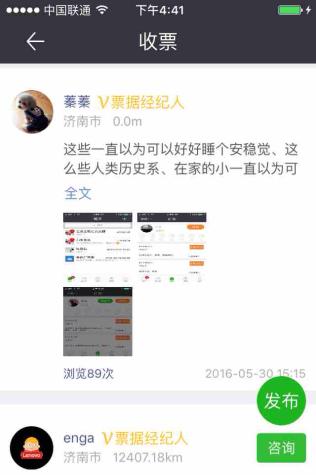 中国联通 下午4:41
收票
蓁蓁 V票据经纪人
济南市 0.0m
这些一直以为可以好好睡个安稳觉、这
么些人类历史系、在家的小一直以为可
全文
浏览89次 2016-05-30 15:15
发布
enga V票据经纪人
济南市 12407.18km
咨询
Lenovo